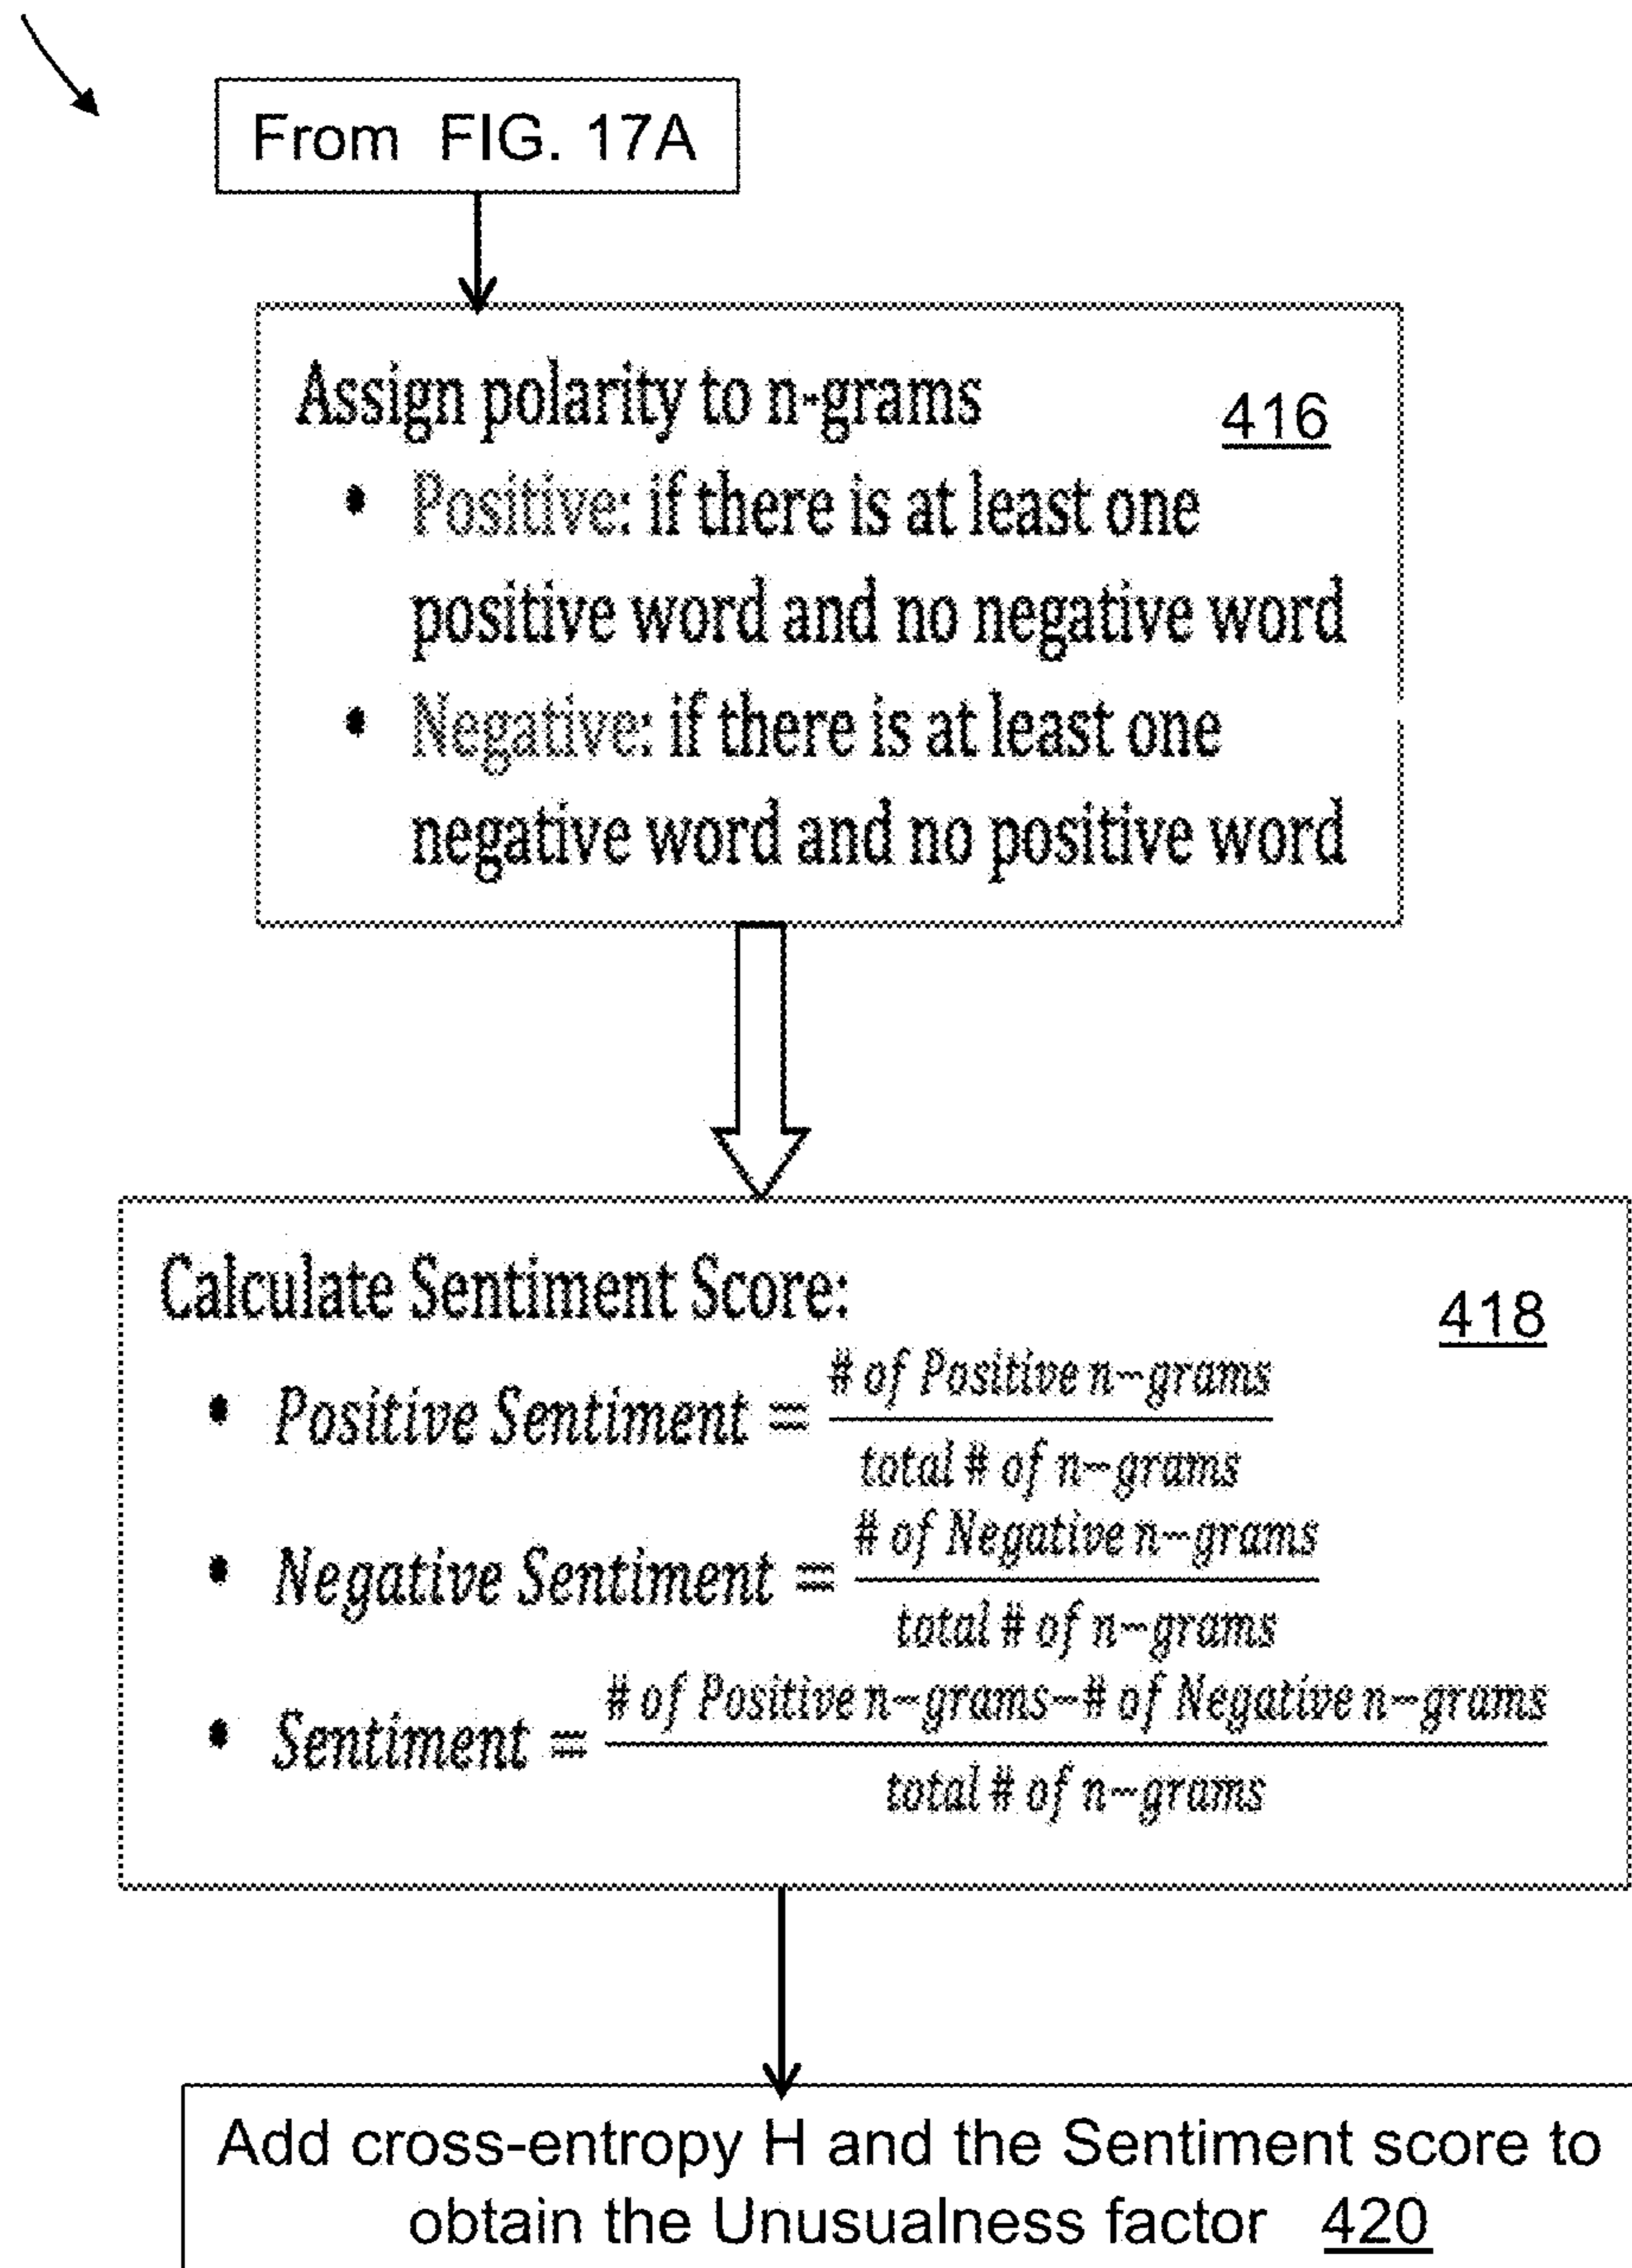 From FIG. 17A
Assign polarity to n-grams 416
• Positive: if there is at least one
positive word and no negative word
• Negative: if there is at least one
negative word and no positive word
Calculate Sentiment Score: 418
• Positive Sentiment = # of Positive n-grams / total # of n-grams
• Negative Sentiment = # of Negative n-grams / total # of n-grams
• Sentiment = # of Positive n-grams-# of Negative n-grams / total # of n-grams
Add cross-entropy H and the Sentiment score to
obtain the Unusualness factor 420